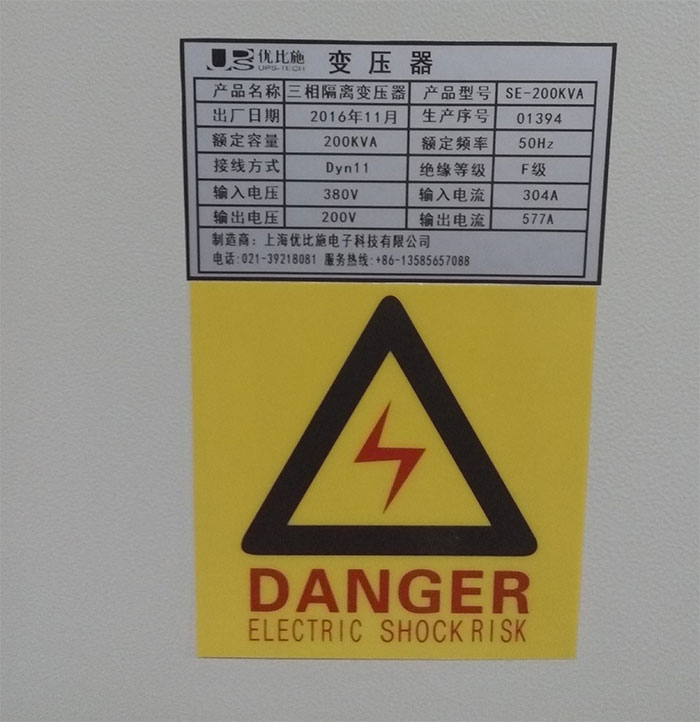 UPS 优比施 变压器
UPS-TECH
产品名称 三相隔离变压器 产品型号 SE-200KVA
出厂日期 2016年11月 生产序号 01394
额定容量 200KVA 额定频率 50Hz
接线方式 Dyn11 绝缘等级 F级
输入电压 380V 输入电流 304A
输出电压 200V 输出电流 577A
制造商：上海优比施电子科技有限公司
电话:021-39218081 服务热线:+86-13585657088
DANGER
ELECTRIC SHOCK RISK